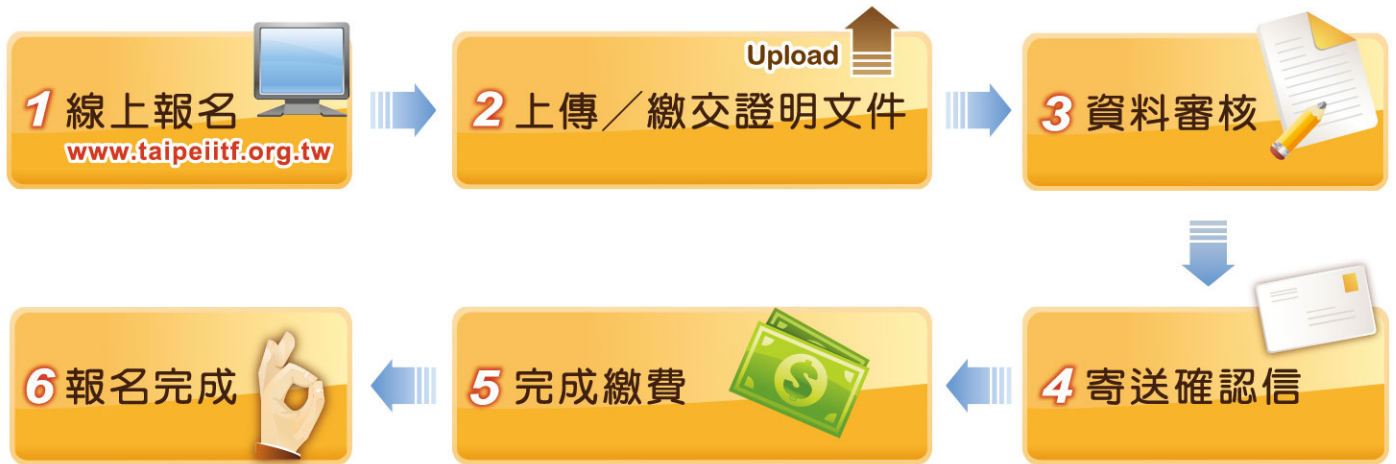 1 線上報名
www.taipeiitf.org.tw
Upload
2 上傳／繳交證明文件
3 資料審核
4 寄送確認信
5 完成繳費
6 報名完成